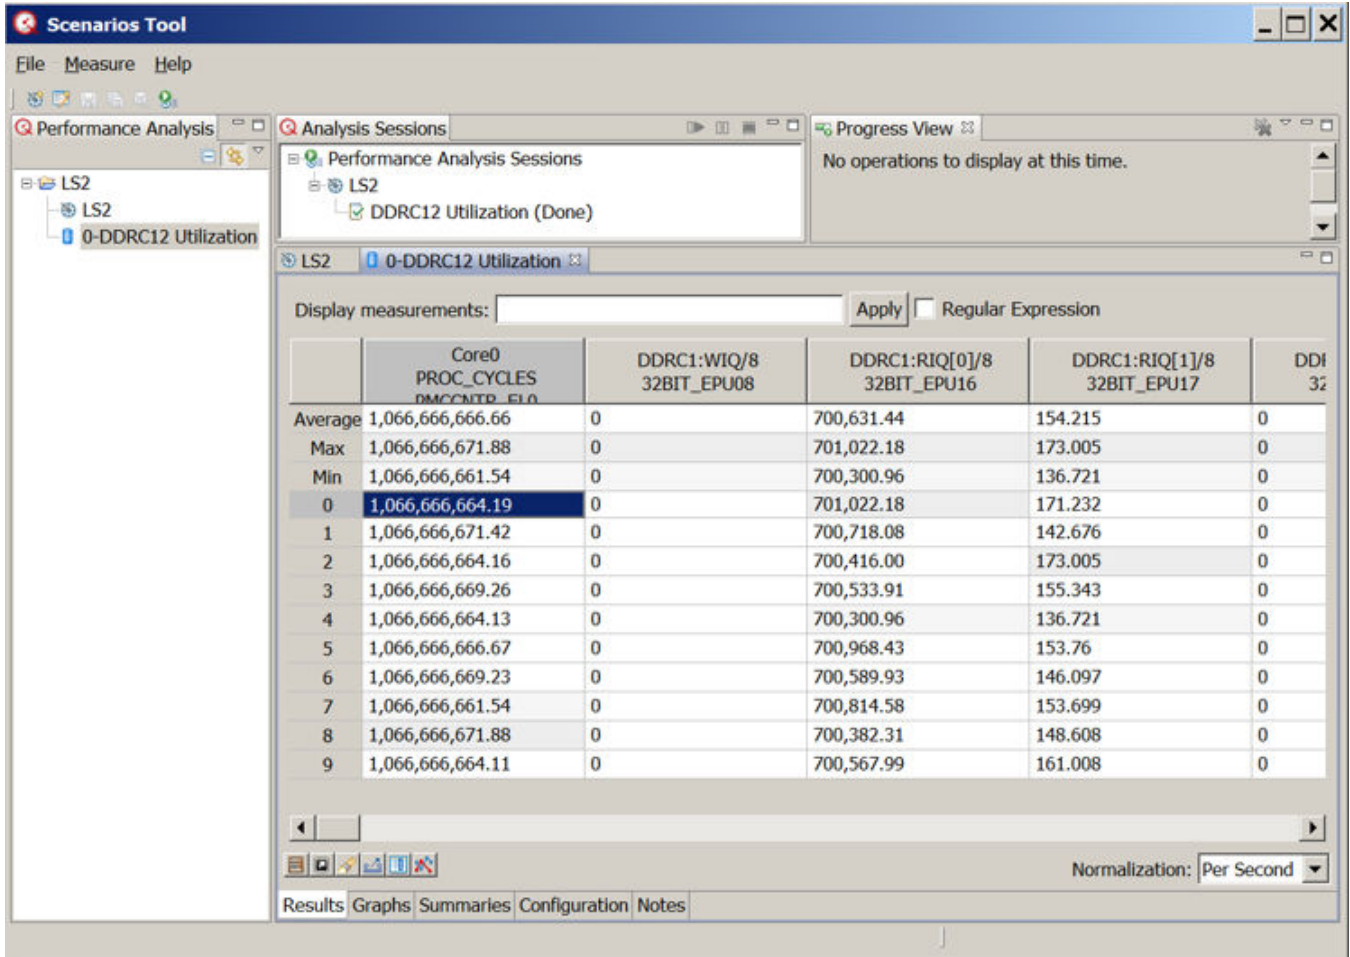 Scenarios Tool
File Measure Help
Performance Analysis
LS2
LS2
0-DDRC12 Utilization
Analysis Sessions
Performance Analysis Sessions
LS2
DDRC12 Utilization (Done)
Progress View
No operations to display at this time.
LS2 0-DDRC12 Utilization
Display measurements: Apply Regular Expression
Core0 PROC_CYCLES PMCCNTR_EL0
DDRC1:WIQ/8 32BIT_EPU08
DDRC1:RIQ[0]/8 32BIT_EPU16
DDRC1:RIQ[1]/8 32BIT_EPU17
Average 1,066,666,666.66 0 700,631.44 154.215 0
Max 1,066,666,671.88 0 701,022.18 173.005 0
Min 1,066,666,661.54 0 700,300.96 136.721 0
0 1,066,666,664.19 0 701,022.18 171.232 0
1 1,066,666,671.42 0 700,718.08 142.676 0
2 1,066,666,664.16 0 700,416.00 173.005 0
3 1,066,666,669.26 0 700,533.91 155.343 0
4 1,066,666,664.13 0 700,300.96 136.721 0
5 1,066,666,666.67 0 700,968.43 153.76 0
6 1,066,666,669.23 0 700,589.93 146.097 0
7 1,066,666,661.54 0 700,814.58 153.699 0
8 1,066,666,671.88 0 700,382.31 148.608 0
9 1,066,666,664.11 0 700,567.99 161.008 0
Normalization: Per Second
Results Graphs Summaries Configuration Notes